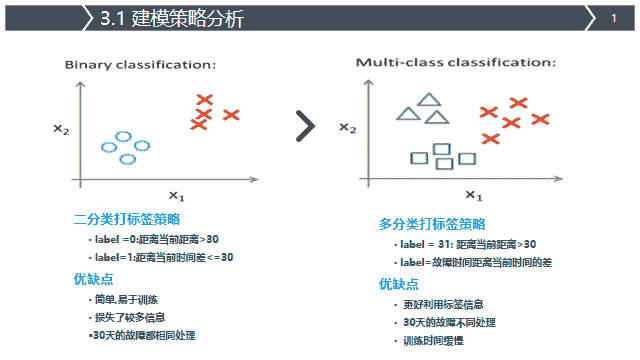 3.1 建模策略分析
1
Binary classification:
x2
x1
二分类打标签策略
· label =0:距离当前距离>30
· label=1:距离当前时间差<=30
优缺点
· 简单,易于训练
· 损失了较多信息
▪30天的故障都相同处理
Multi-class classification:
x2
x1
多分类打标签策略
· label = 31: 距离当前距离>30
· label=故障时间距离当前时间的差
优缺点
· 更好利用标签信息
· 30天的故障不同处理
· 训练时间缓慢